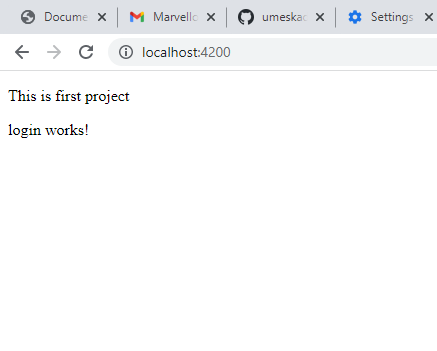 Docume
Marvello
umeskac
Settings
localhost:4200
This is first project
login works!